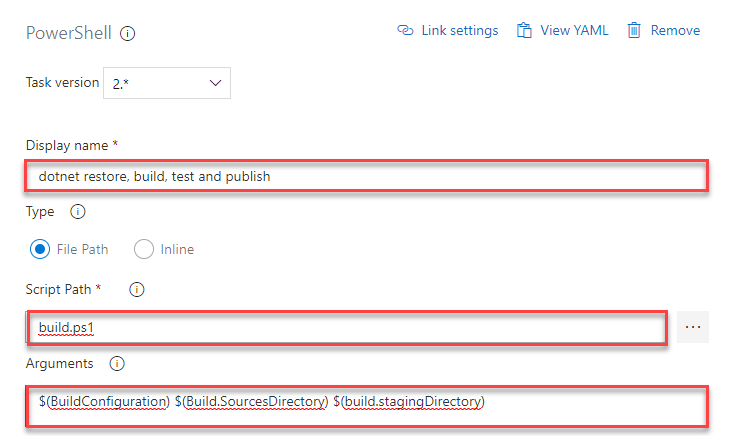 PowerShell
Link settings
View YAML
Remove
Task version 2.*
Display name *
dotnet restore, build, test and publish
Type
File Path
Inline
Script Path *
build.ps1
...
Arguments
$(BuildConfiguration) $(Build.SourcesDirectory) $(build.stagingDirectory)